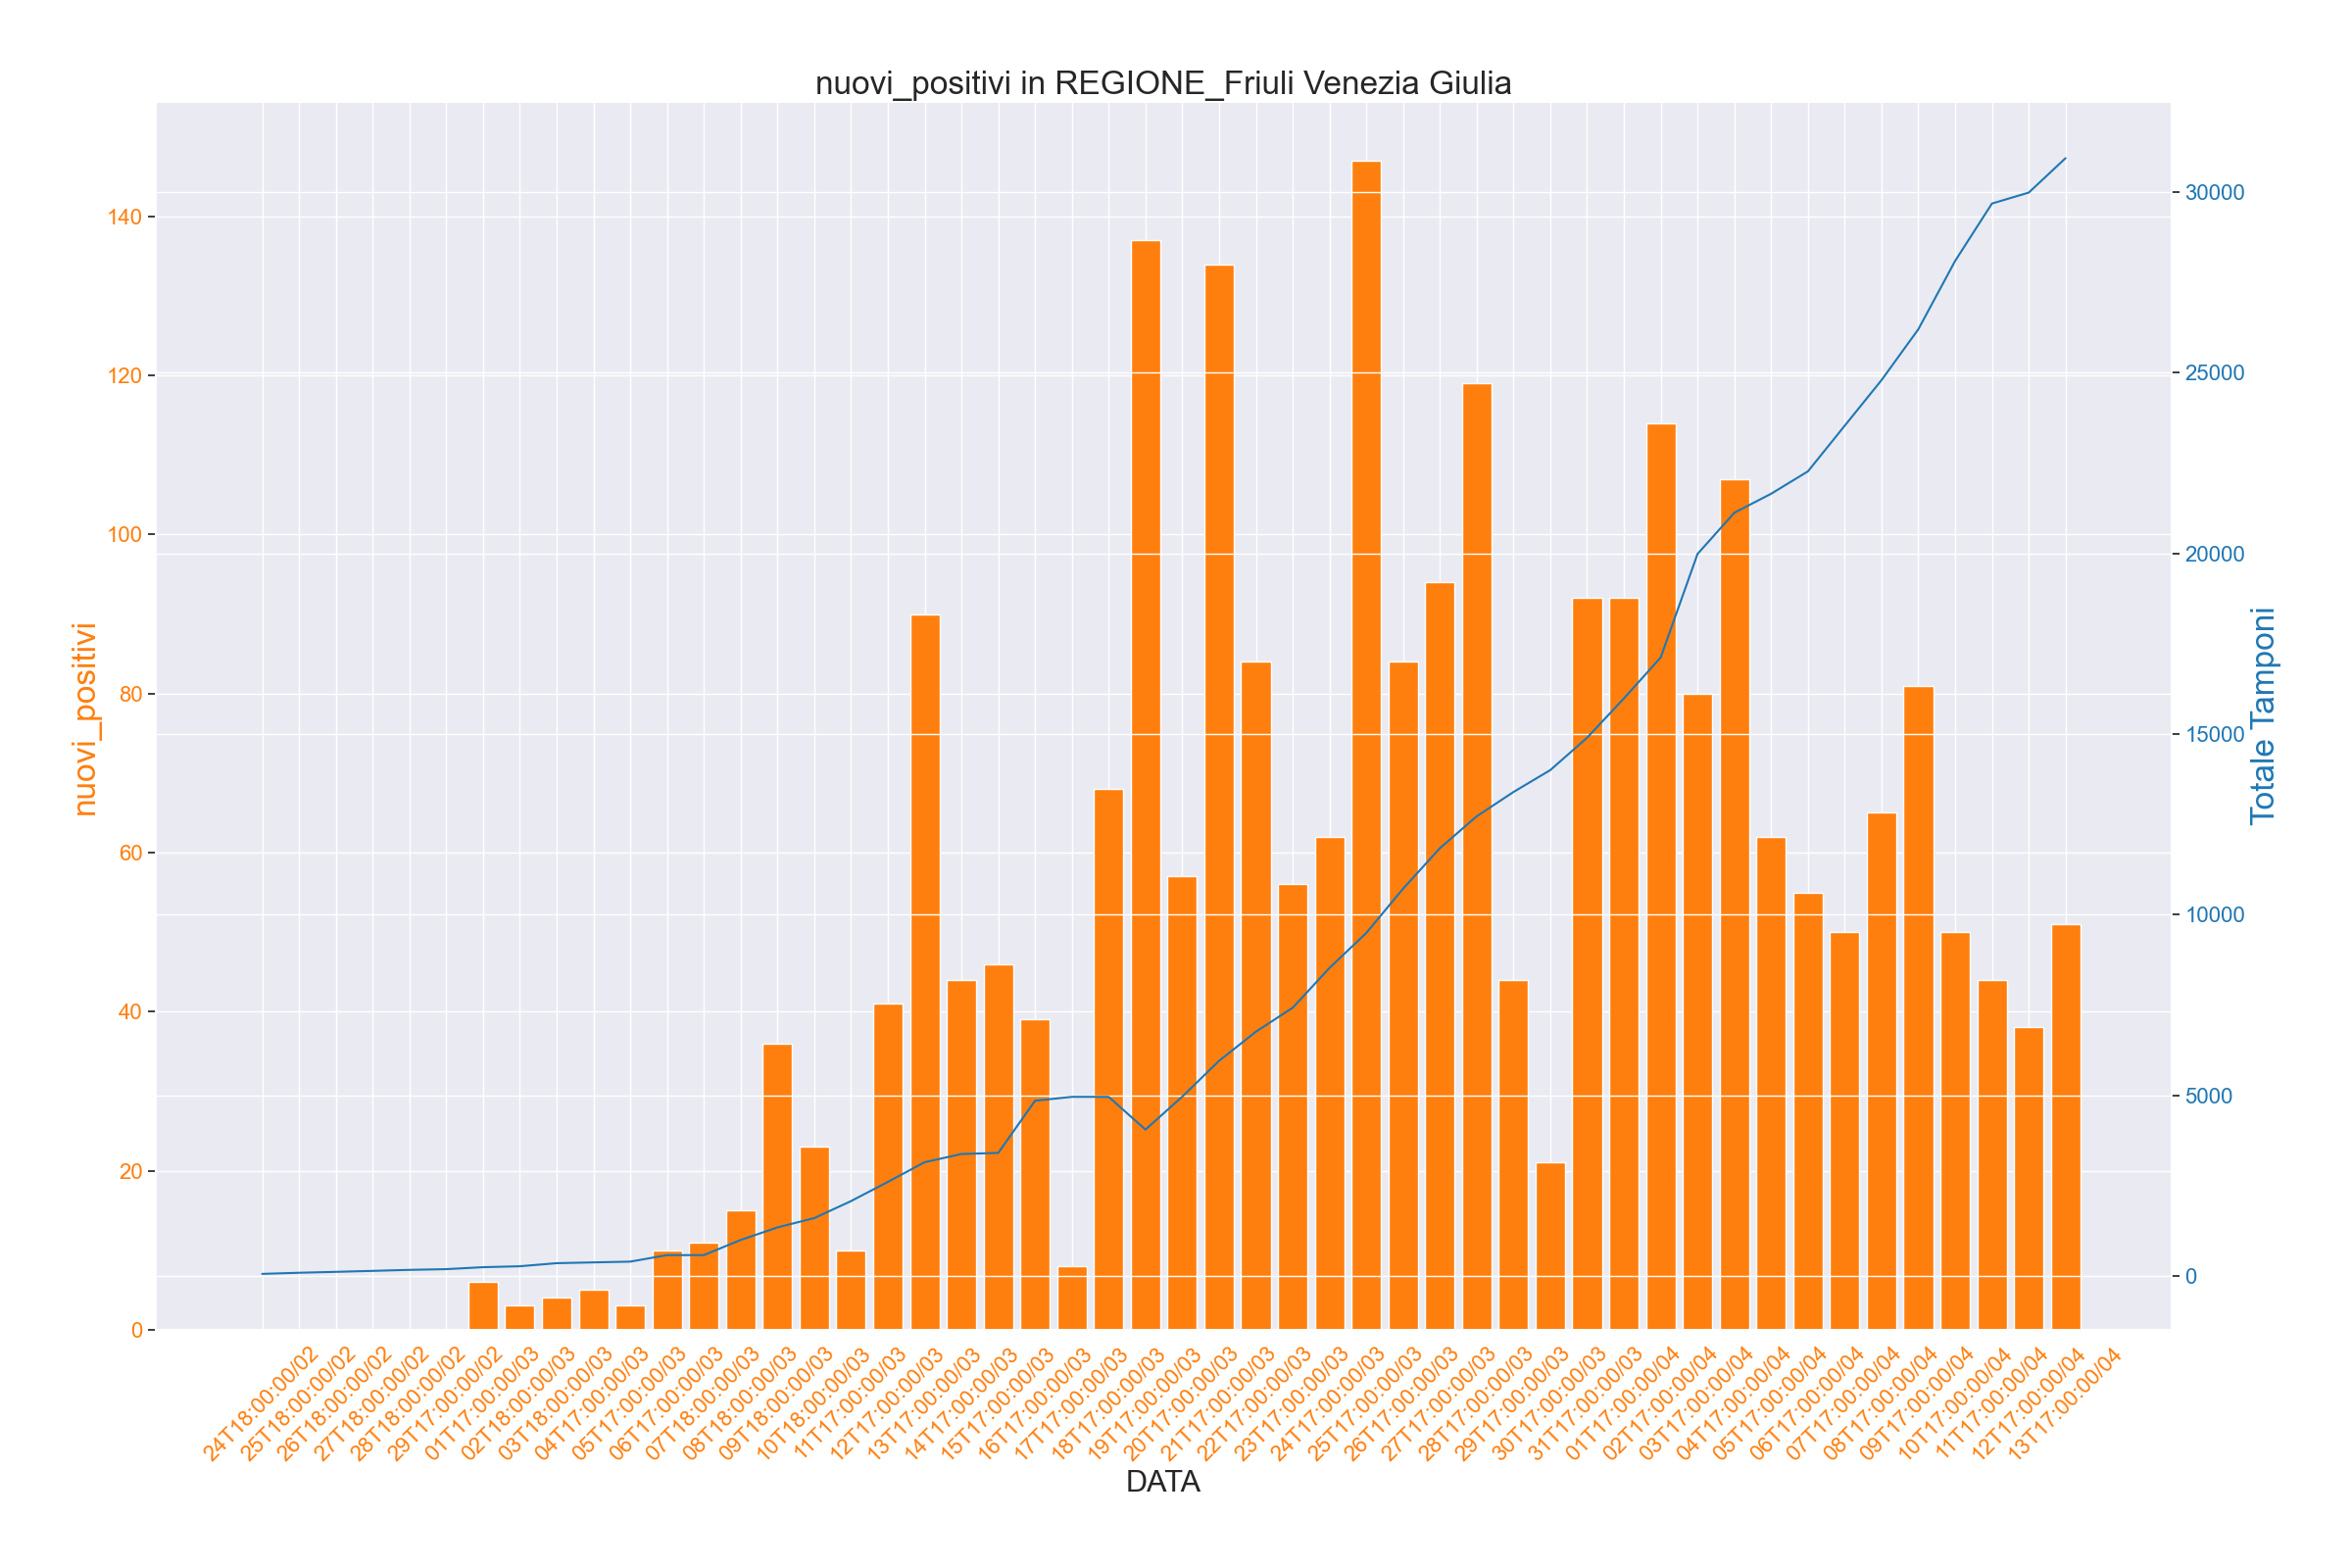 nuovi_positivi in REGIONE_Friuli Venezia Giulia
nuovi_positivi
140
120
100
80
60
40
20
0
Totale Tamponi
30000
25000
20000
15000
10000
5000
0
24T18:00:00/02
25T18:00:00/02
26T18:00:00/02
27T18:00:00/02
28T18:00:00/02
29T17:00:00/02
01T17:00:00/03
02T18:00:00/03
03T18:00:00/03
04T17:00:00/03
05T17:00:00/03
06T17:00:00/03
07T18:00:00/03
08T18:00:00/03
09T18:00:00/03
10T18:00:00/03
11T17:00:00/03
12T17:00:00/03
13T17:00:00/03
14T17:00:00/03
15T17:00:00/03
16T17:00:00/03
17T17:00:00/03
18T17:00:00/03
19T17:00:00/03
20T17:00:00/03
21T17:00:00/03
22T17:00:00/03
23T17:00:00/03
24T17:00:00/03
25T17:00:00/03
26T17:00:00/03
27T17:00:00/03
28T17:00:00/03
29T17:00:00/03
30T17:00:00/03
31T17:00:00/03
01T17:00:00/04
02T17:00:00/04
03T17:00:00/04
04T17:00:00/04
05T17:00:00/04
06T17:00:00/04
07T17:00:00/04
08T17:00:00/04
09T17:00:00/04
10T17:00:00/04
11T17:00:00/04
12T17:00:00/04
13T17:00:00/04
DATA